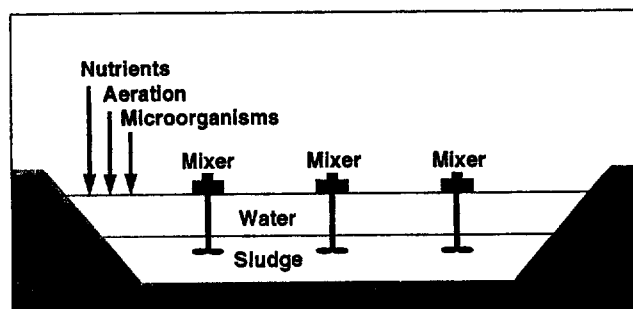 Nutrients
Aeration
Microorganisms
Mixer Mixer Mixer
Water
Sludge